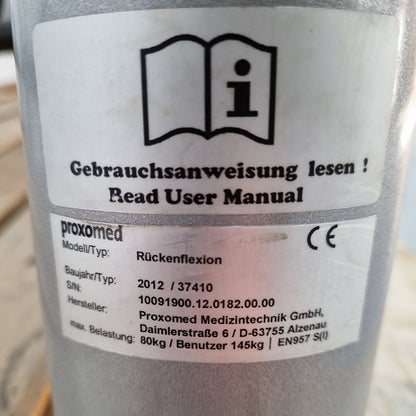 i
Gebrauchsanweisung lesen !
Read User Manual
proxomed CE
Modell/Typ: Rückenflexion
Baujahr/Typ: 2012 / 37410
S/N: 10091900.12.0182.00.00
Hersteller: Proxomed Medizintechnik GmbH,
Daimlerstraße 6 / D-63755 Alzenau
max. Belastung: 80kg / Benutzer 145kg | EN957 S(I)